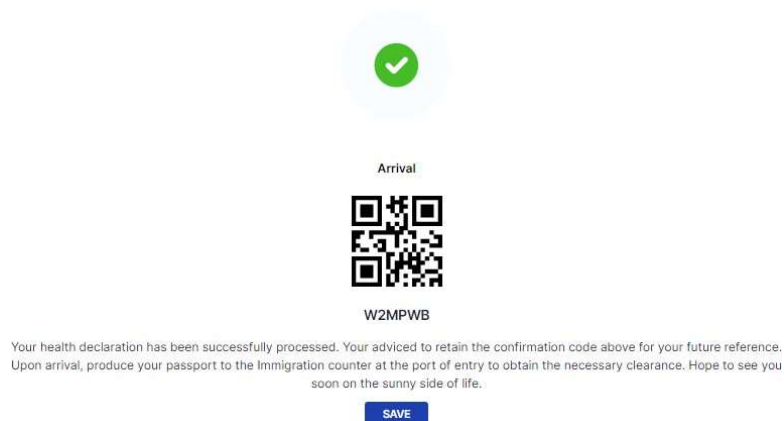 Arrival
W2MPWB
Your health declaration has been successfully processed. Your adviced to retain the confirmation code above for your future reference.
Upon arrival, produce your passport to the Immigration counter at the port of entry to obtain the necessary clearance. Hope to see you
soon on the sunny side of life.
SAVE